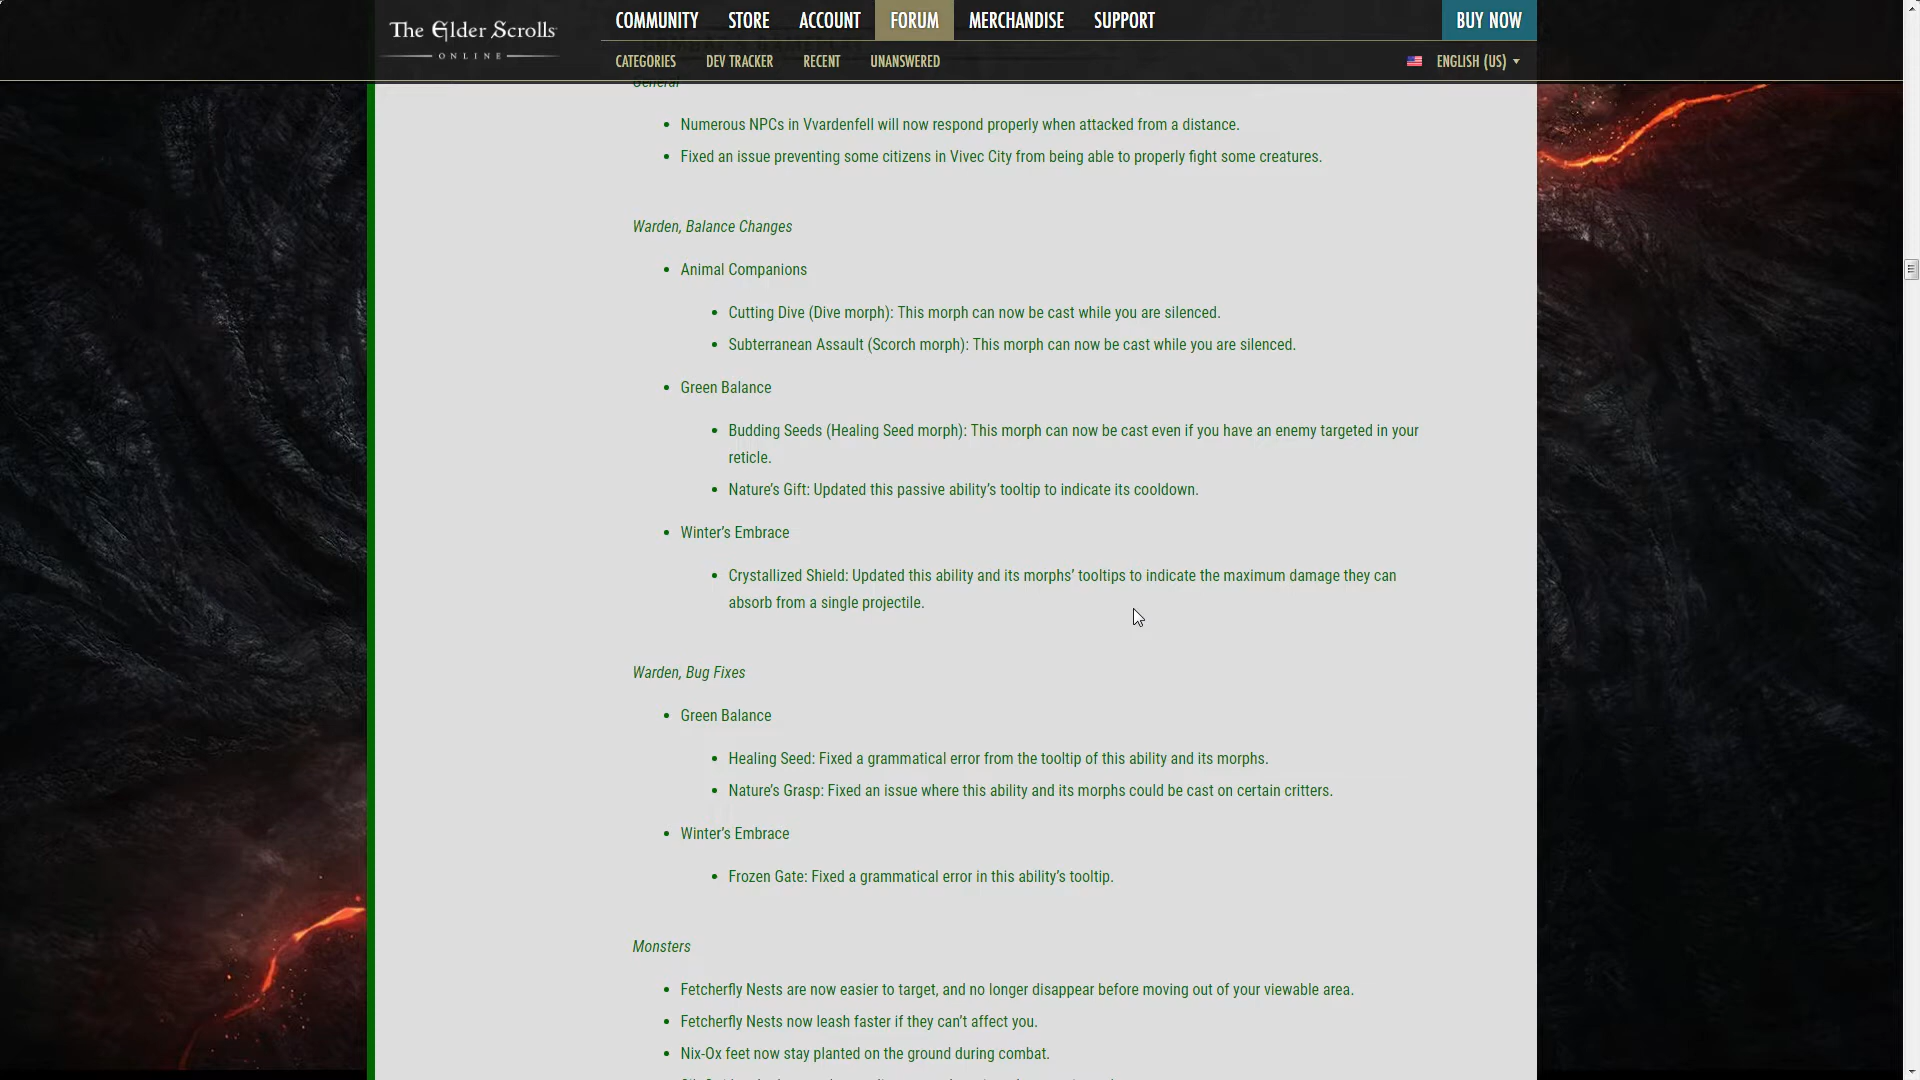 The Elder Scrolls
ONLINE
COMMUNITY STORE ACCOUNT FORUM MERCHANDISE SUPPORT BUY NOW
CATEGORIES DEV TRACKER RECENT UNANSWERED ENGLISH (US)
General
Numerous NPCs in Vvardenfell will now respond properly when attacked from a distance.
Fixed an issue preventing some citizens in Vivec City from being able to properly fight some creatures.
Warden, Balance Changes
Animal Companions
Cutting Dive (Dive morph): This morph can now be cast while you are silenced.
Subterranean Assault (Scorch morph): This morph can now be cast while you are silenced.
Green Balance
Budding Seeds (Healing Seed morph): This morph can now be cast even if you have an enemy targeted in your
reticle.
Nature’s Gift: Updated this passive ability’s tooltip to indicate its cooldown.
Winter’s Embrace
Crystallized Shield: Updated this ability and its morphs’ tooltips to indicate the maximum damage they can
absorb from a single projectile.
Warden, Bug Fixes
Green Balance
Healing Seed: Fixed a grammatical error from the tooltip of this ability and its morphs.
Nature’s Grasp: Fixed an issue where this ability and its morphs could be cast on certain critters.
Winter’s Embrace
Frozen Gate: Fixed a grammatical error in this ability’s tooltip.
Monsters
Fetcherfly Nests are now easier to target, and no longer disappear before moving out of your viewable area.
Fetcherfly Nests now leash faster if they can’t affect you.
Nix-Ox feet now stay planted on the ground during combat.